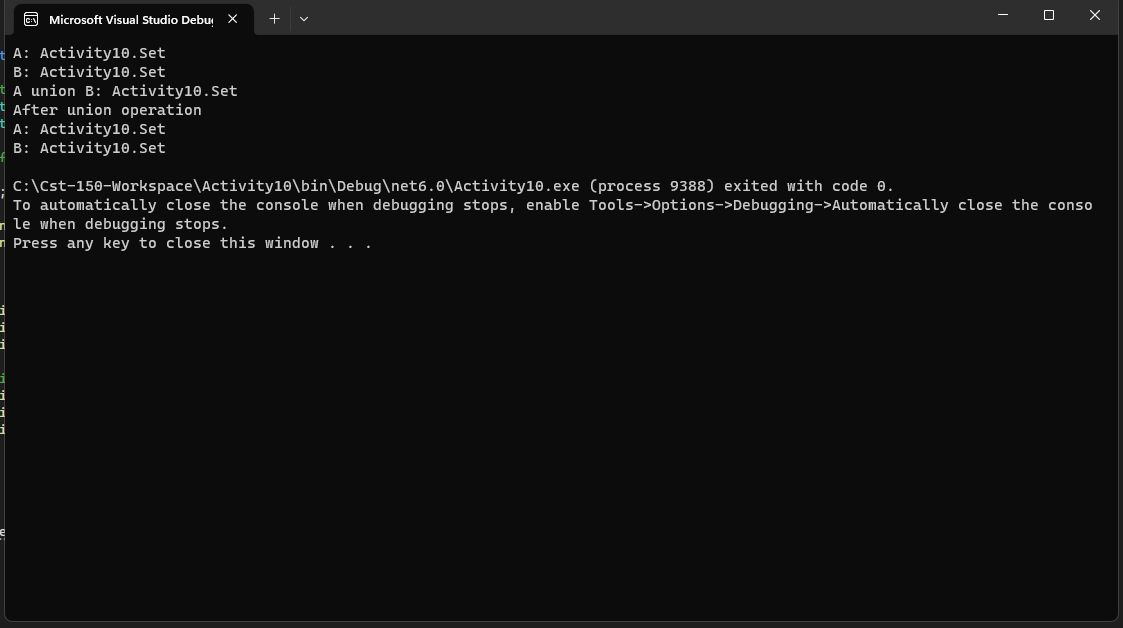 Microsoft Visual Studio Debu
A: Activity10.Set
B: Activity10.Set
A union B: Activity10.Set
After union operation
A: Activity10.Set
B: Activity10.Set
C:\Cst-150-Workspace\Activity10\bin\Debug\net6.0\Activity10.exe (process 9388) exited with code 0.
To automatically close the console when debugging stops, enable Tools->Options->Debugging->Automatically close the conso
le when debugging stops.
Press any key to close this window . . .